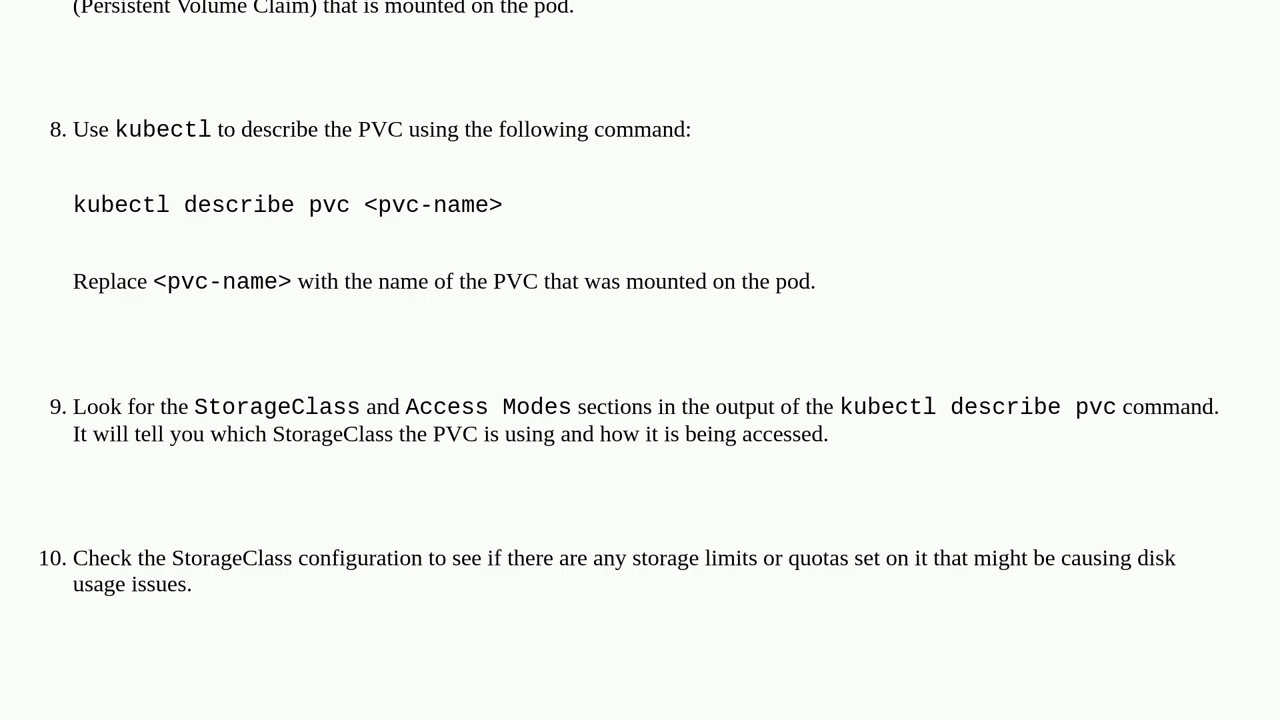 (Persistent Volume Claim) that is mounted on the pod.
8. Use kubectl to describe the PVC using the following command:
kubectl describe pvc <pvc-name>
Replace <pvc-name> with the name of the PVC that was mounted on the pod.
9. Look for the StorageClass and Access Modes sections in the output of the kubectl describe pvc command.
It will tell you which StorageClass the PVC is using and how it is being accessed.
10. Check the StorageClass configuration to see if there are any storage limits or quotas set on it that might be causing disk
usage issues.